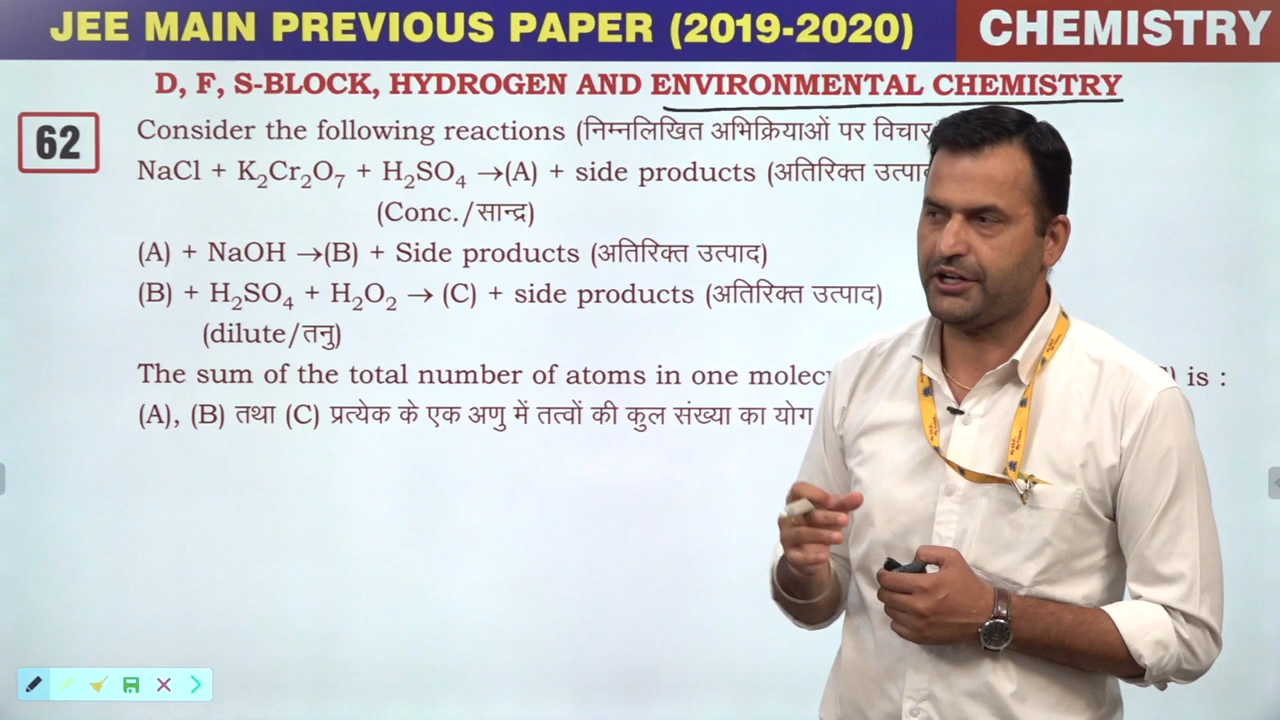 JEE MAIN PREVIOUS PAPER (2019-2020)
CHEMISTRY
D, F, S-BLOCK, HYDROGEN AND ENVIRONMENTAL CHEMISTRY
62
Consider the following reactions (निम्नलिखित अभिक्रियाओं पर विचार
NaCl + K₂Cr₂O₇ + H₂SO₄ →(A) + side products (अतिरिक्त
(Conc./सान्द्र)
(A) + NaOH →(B) + Side products (अतिरिक्त उत्पाद)
(B) + H₂SO₄ + H₂O₂ → (C) + side products (अतिरिक्त उत्पाद)
(dilute/तनु)
The sum of the total number of atoms in one is :
(A), (B) तथा (C) प्रत्येक के एक अणु में तत्वों की कुल संख्या का योग